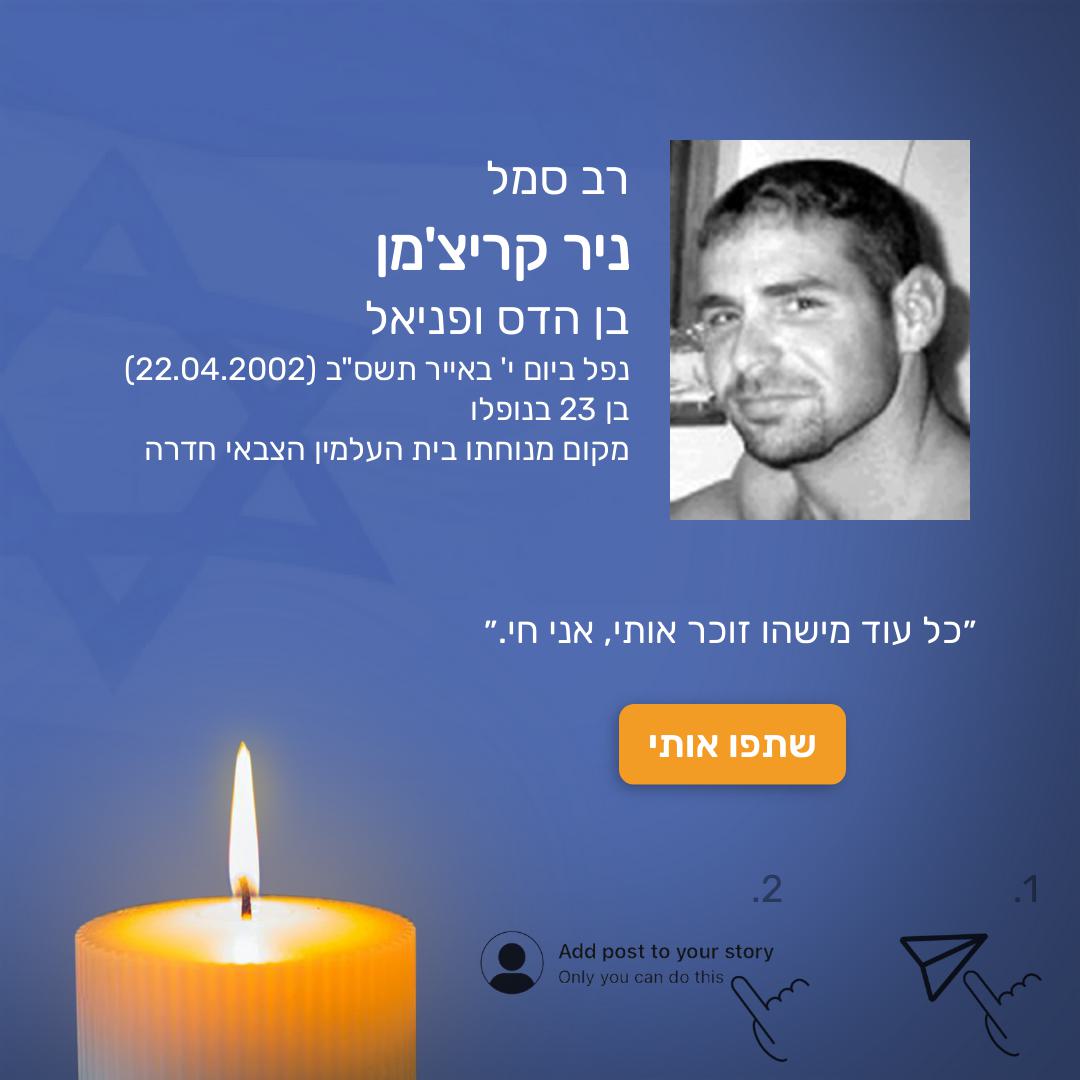 רב סמל
ניר קריצ'מן
בן הדס ופניאל
נפל ביום י' באייר תשס"ב (22.04.2002)
בן 23 בנופלו
מקום מנוחתו בית העלמין הצבאי חדרה
״כל עוד מישהו זוכר אותי, אני חי.״
שתפו אותי
.1
.2
Add post to your story
Only you can do this